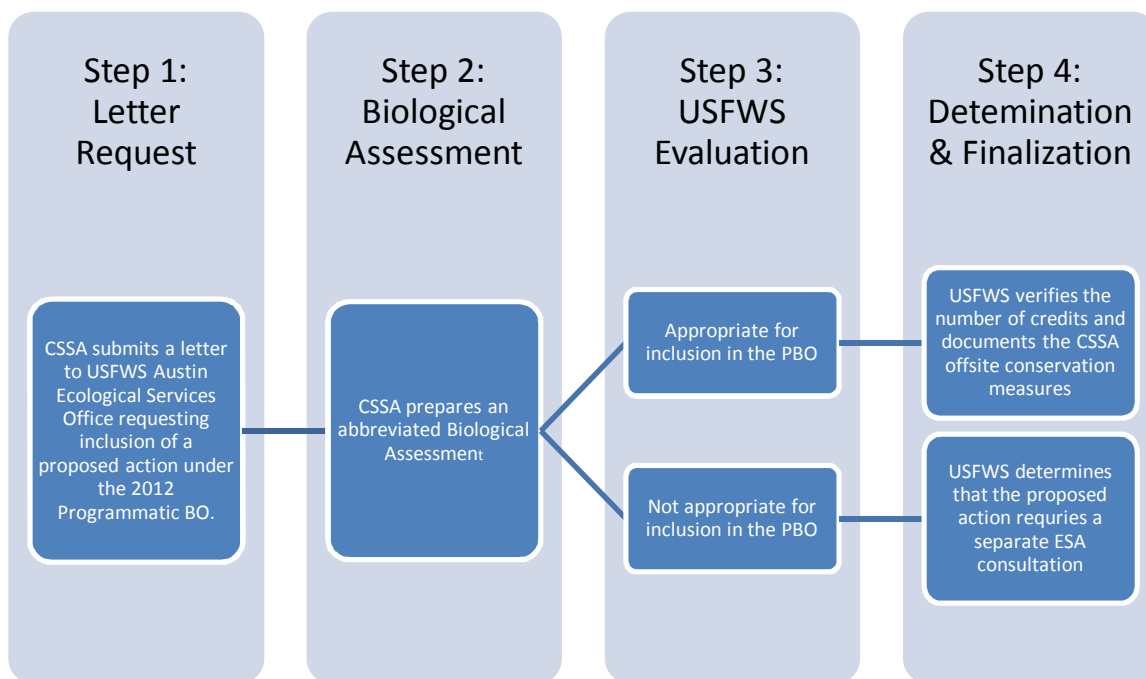 Step 1:
Letter
Request
CSSA submits a letter
to USFWS Austin
Ecological Services
Office requesting
inclusion of a
proposed action under
the 2012
Programmatic BO.
Step 2:
Biological
Assessment
CSSA prepares an
abbreviated Biological
Assessment
Step 3:
USFWS
Evaluation
Appropriate for
inclusion in the PBO
Not appropriate for
inclusion in the PBO
Step 4:
Detemination
& Finalization
USFWS verifies the
number of credits and
documents the CSSA
offsite conservation
measures
USFWS determines
that the proposed
action requries a
separate ESA
consultation